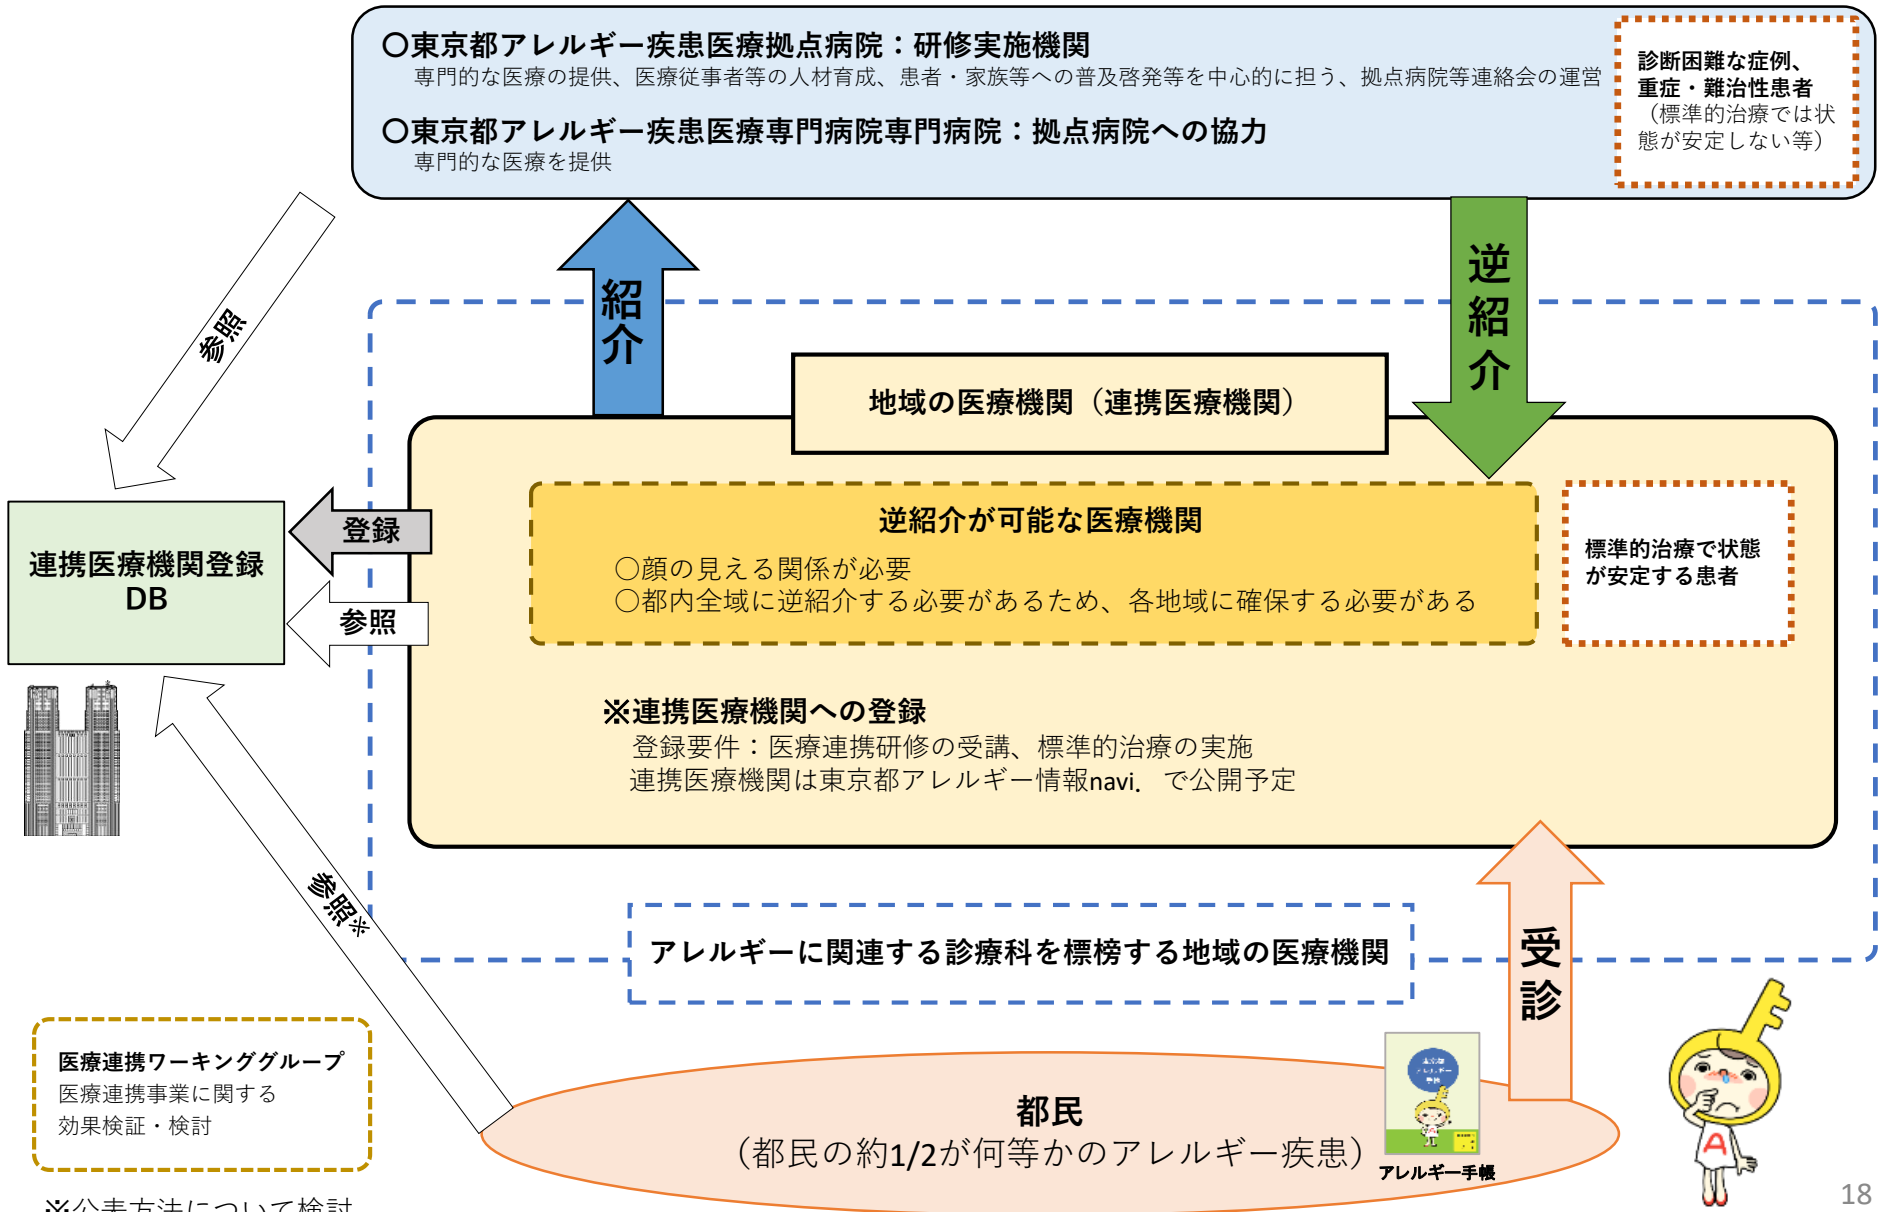 〇東京都アレルギー疾患医療拠点病院：研修実施機関
専門的な医療の提供、医療従事者等の人材育成、患者・家族等への普及啓発等を中心的に担う、拠点病院等連絡会の運営
〇東京都アレルギー疾患医療専門病院専門病院：拠点病院への協力
専門的な医療を提供
診断困難な症例、
重症・難治性患者
（標準的治療では状
態が安定しない等）
参照
紹介
逆紹介
地域の医療機関（連携医療機関）
連携医療機関登録
DB
登録
参照
逆紹介が可能な医療機関
〇顔の見える関係が必要
〇都内全域に逆紹介する必要があるため、各地域に確保する必要がある
標準的治療で状態
が安定する患者
※連携医療機関への登録
登録要件：医療連携研修の受講、標準的治療の実施
連携医療機関は東京都アレルギー情報navi．で公開予定
参照※
アレルギーに関連する診療科を標榜する地域の医療機関
受診
医療連携ワーキンググループ
医療連携事業に関する
効果検証・検討
都民
（都民の約1/2が何等かのアレルギー疾患）
東京都
アレルギー
手帳
アレルギー手帳
A
※公表方法について検討
18